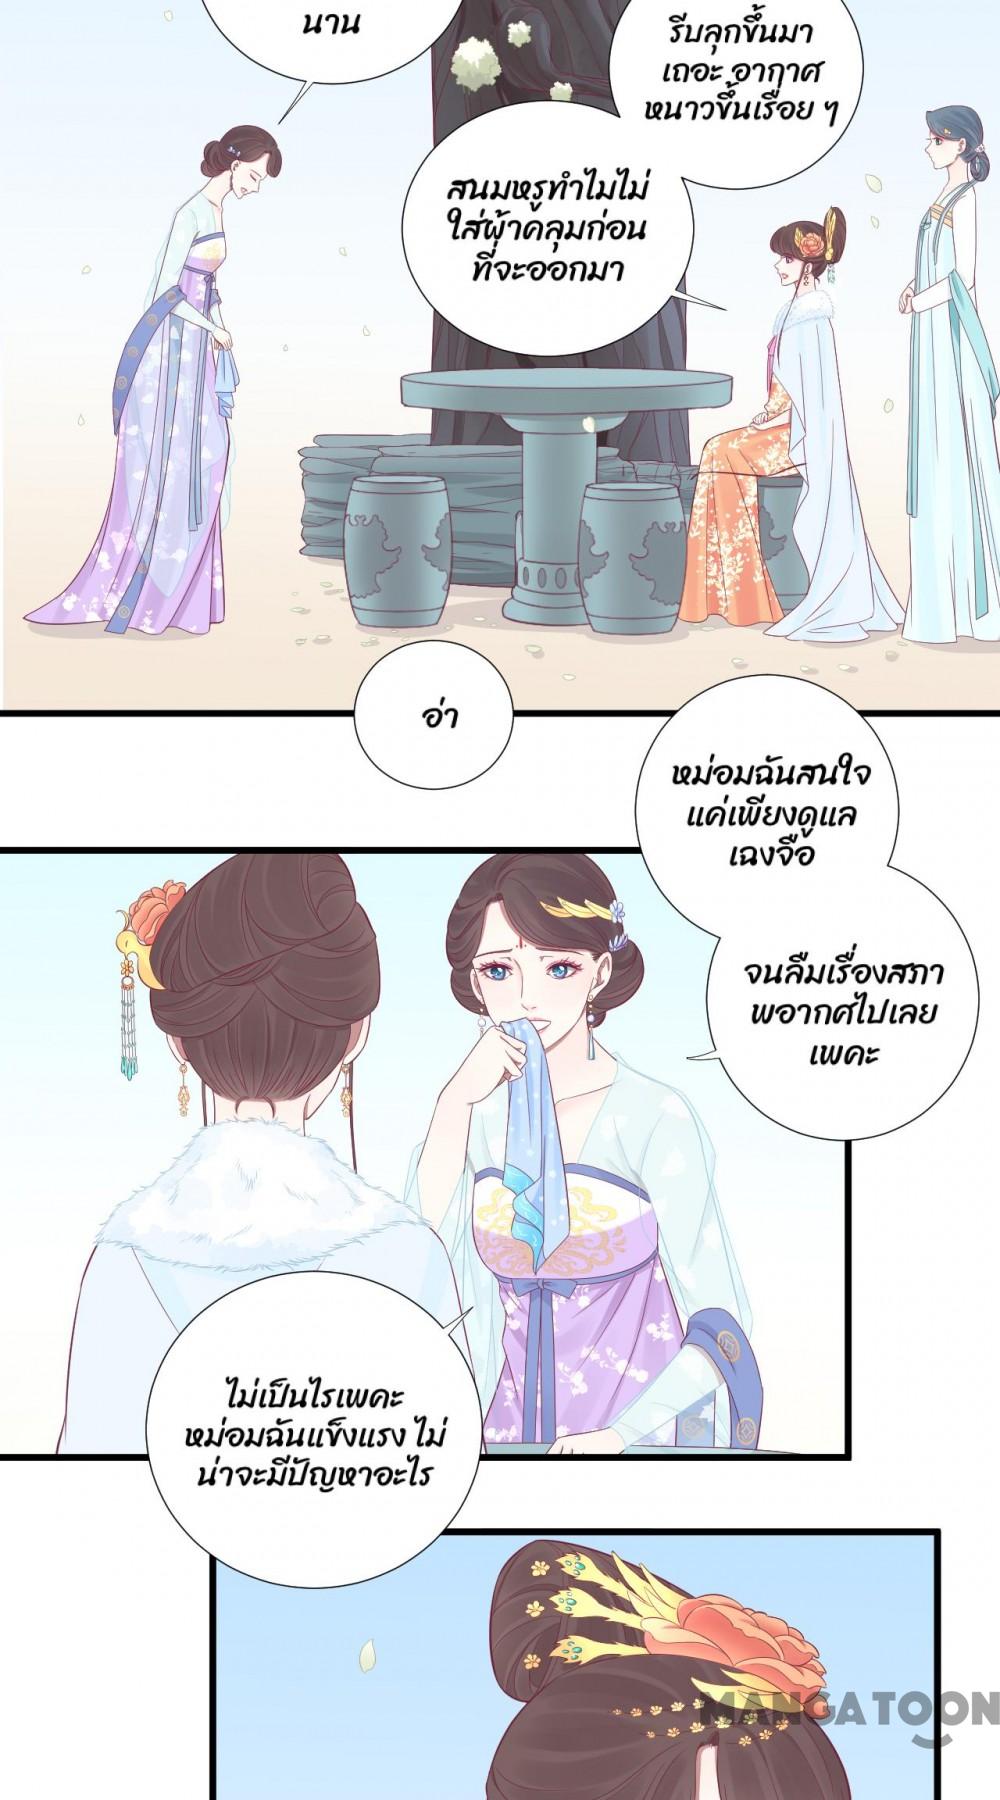 นาน
รีบลุกขึ้นมา
เถอะ อากาศ
หนาวขึ้นเรื่อย ๆ
สนมหรูทำไมไม่
ใส่ผ้าคลุมก่อน
ที่จะออกมา
อ่า
หม่อมฉันสนใจ
แค่เพียงดูแล
เฉงจือ
จนลืมเรื่องสภา
พอากศไปเลย
เพคะ
ไม่เป็นไรเพคะ
หม่อมฉันแข็งแรง ไม่
น่าจะมีปัญหาอะไร
MANGATOON